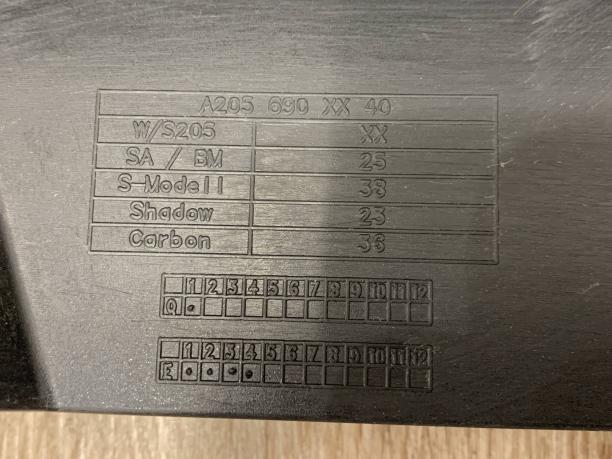 A205 690 XX 40
W/S205 XX
SA / BM 25
S-Modell 38
Shadow 23
Carbon 36
1 2 3 4 5 6 7 8 9 10 11 12
Q
1 2 3 4 5 6 7 8 9 10 11 12
E